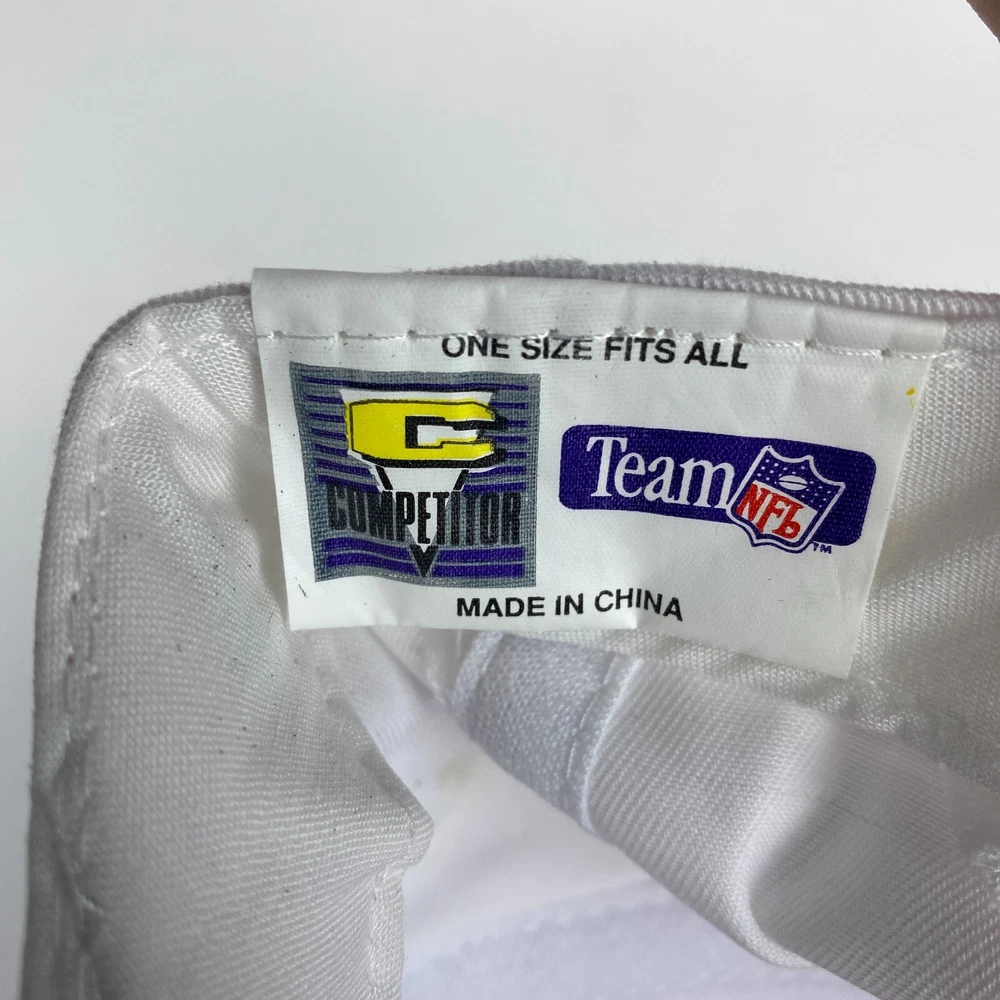 ONE SIZE FITS ALL
C
COMPETITOR
Team NFL TM
MADE IN CHINA